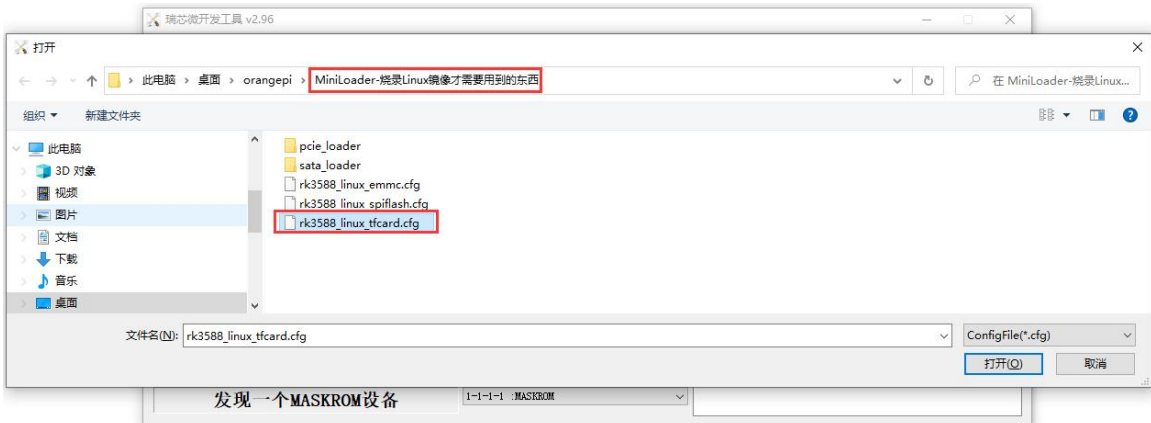 瑞芯微开发工具 v2.96
打开
此电脑 > 桌面 > orangepi > MiniLoader-烧录Linux镜像才需要用到的东西
在 MiniLoader-烧录Linux...
组织 新建文件夹
此电脑
3D 对象
视频
图片
文档
下载
音乐
桌面
pcie_loader
sata_loader
rk3588_linux_emmc.cfg
rk3588_linux_spiflash.cfg
rk3588_linux_tfcard.cfg
文件名(N): rk3588_linux_tfcard.cfg
ConfigFile(*.cfg)
打开(O) 取消
发现一个MASKROM设备
1-1-1-1 :MASKROM